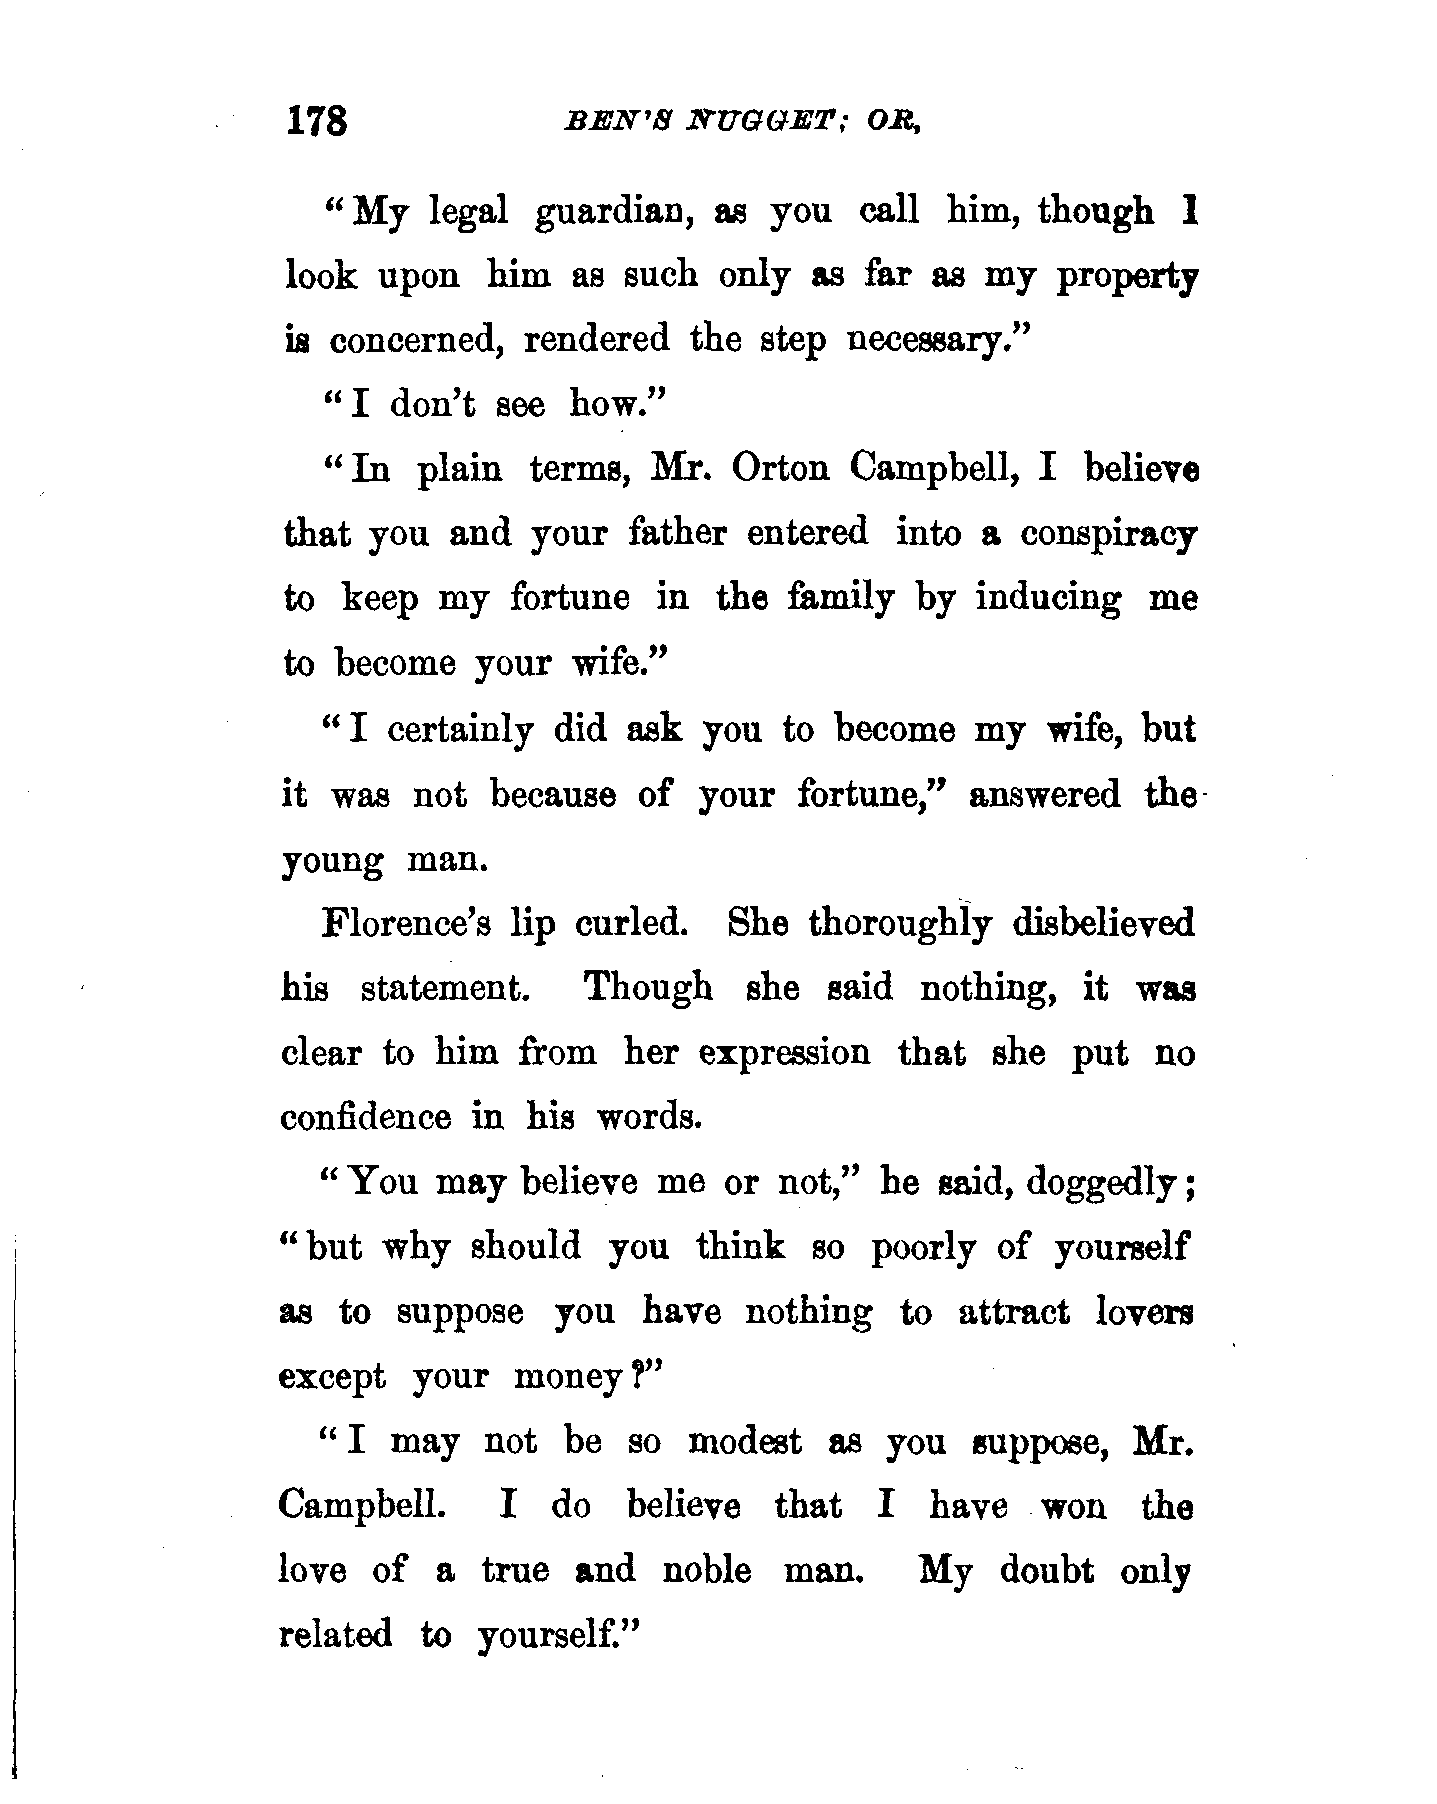 178 BEN'S NUGGET; OR,
“My legal guardian, as you call him, though I
look upon him as such only as far as my property
is concerned, rendered the step necessary.”
“I don't see how.”
“In plain terms, Mr. Orton Campbell, I believe
that you and your father entered into a conspiracy
to keep my fortune in the family by inducing me
to become your wife.”
“I certainly did ask you to become my wife, but
it was not because of your fortune,” answered the
young man.
Florence's lip curled. She thoroughly disbelieved
his statement. Though she said nothing, it was
clear to him from her expression that she put no
confidence in his words.
“You may believe me or not,” he said, doggedly;
“but why should you think so poorly of yourself
as to suppose you have nothing to attract lovers
except your money?”
“I may not be so modest as you suppose, Mr.
Campbell. I do believe that I have won the
love of a true and noble man. My doubt only
related to yourself.”